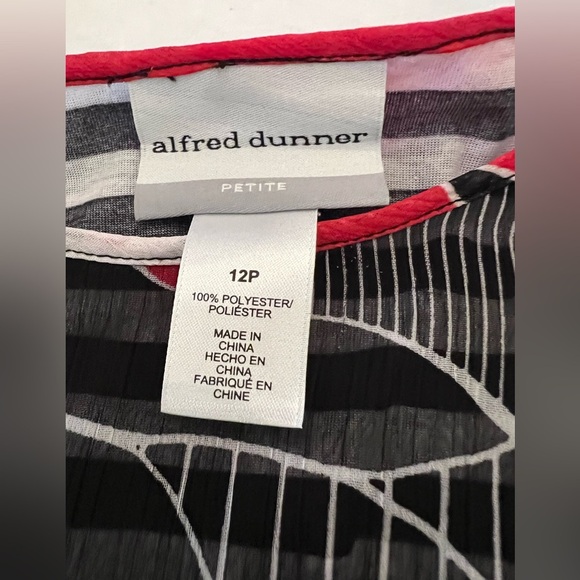 alfred dunner
PETITE
12P
100% POLYESTER/
POLIÉSTER
MADE IN
CHINA
HECHO EN
CHINA
FABRIQUÉ EN
CHINE